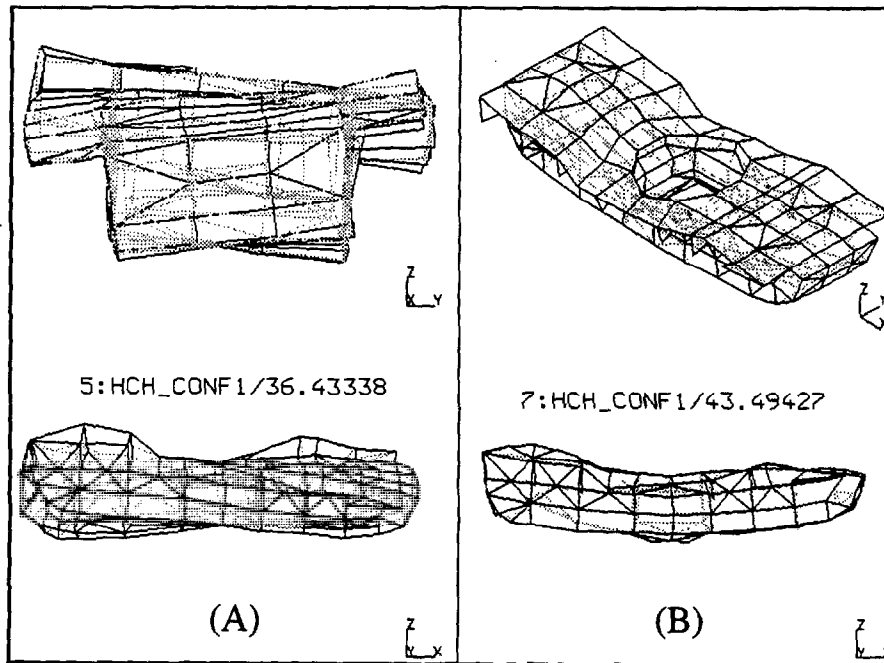 Z
X Y
5:HCH_CONF1/36.43338
(A)
Z
Y X
Z
7:HCH_CONF1/43.49427
(B)
Z
Y